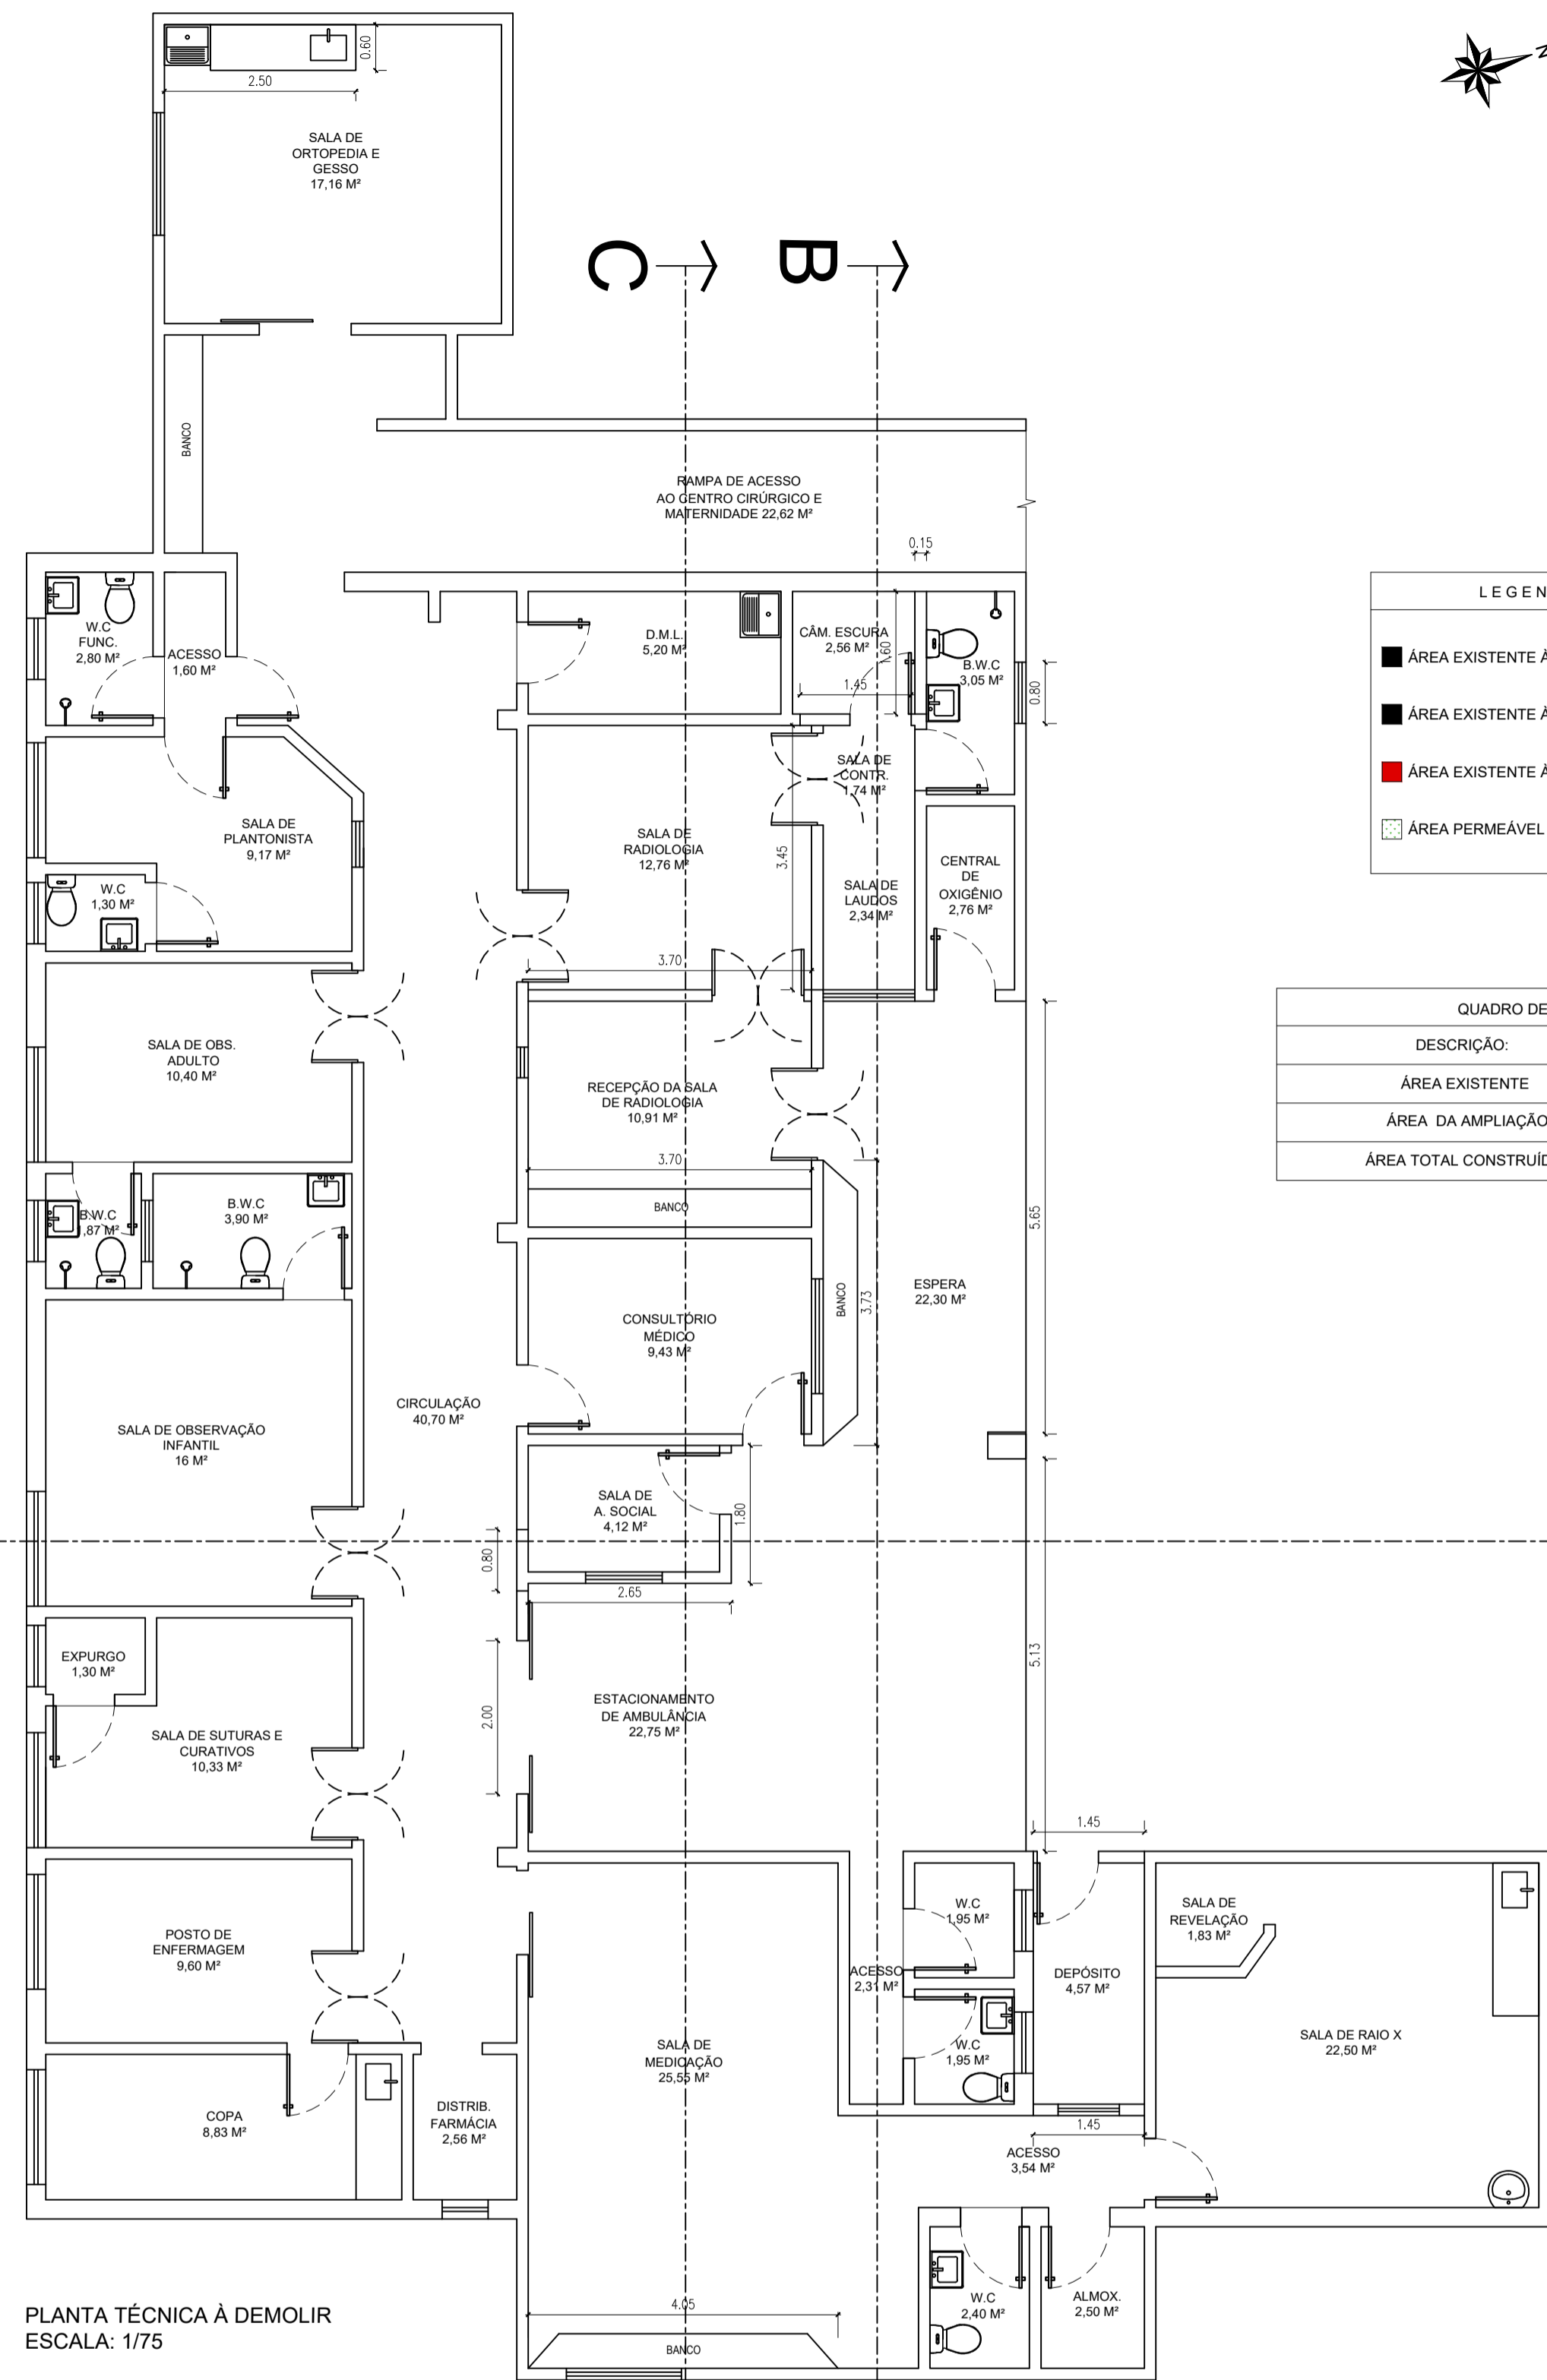 2.50
0.60
N
SALA DE
ORTOPEDIA E
GESSO
17,16 M²
C
B
BANCO
RAMPA DE ACESSO
AO CENTRO CIRÚRGICO E
MATERNIDADE 22,62 M²
0.15
W.C
FUNC.
2,80 M²
ACESSO
1,60 M²
D.M.L.
5,20 M²
CÂM. ESCURA
2,56 M²
1.60
1.45
B.W.C
3,05 M²
0.80
L E G E N
ÁREA EXISTENTE À
ÁREA EXISTENTE À
ÁREA EXISTENTE À
ÁREA PERMEÁVEL
SALA DE
PLANTONISTA
9,17 M²
W.C
1,30 M²
SALA DE
RADIOLOGIA
12,76 M²
3.45
SALA DE
CONTR.
1,74 M²
SALA DE
LAUDOS
2,34 M²
CENTRAL
DE
OXIGÊNIO
2,76 M²
3.70
SALA DE OBS.
ADULTO
10,40 M²
RECEPÇÃO DA SALA
DE RADIOLOGIA
10,91 M²
3.70
BANCO
QUADRO DE
DESCRIÇÃO:
ÁREA EXISTENTE
ÁREA DA AMPLIAÇÃO
ÁREA TOTAL CONSTRUÍD
B.W.C
1,87 M²
B.W.C
3,90 M²
5.65
ESPERA
22,30 M²
BANCO
3.73
CONSULTÓRIO
MÉDICO
9,43 M²
CIRCULAÇÃO
40,70 M²
SALA DE OBSERVAÇÃO
INFANTIL
16 M²
SALA DE
A. SOCIAL
4,12 M²
1.80
0.80
2.65
EXPURGO
1,30 M²
SALA DE SUTURAS E
CURATIVOS
10,33 M²
2.00
ESTACIONAMENTO
DE AMBULÂNCIA
22,75 M²
5.13
1.45
POSTO DE
ENFERMAGEM
9,60 M²
W.C
1,95 M²
SALA DE
REVELAÇÃO
1,83 M²
ACESSO
2,31 M²
DEPÓSITO
4,57 M²
SALA DE RAIO X
22,50 M²
SALA DE
MEDICAÇÃO
25,55 M²
W.C
1,95 M²
COPA
8,83 M²
DISTRIB.
FARMÁCIA
2,56 M²
1.45
ACESSO
3,54 M²
W.C
2,40 M²
ALMOX.
2,50 M²
4.05
BANCO
PLANTA TÉCNICA À DEMOLIR
ESCALA: 1/75